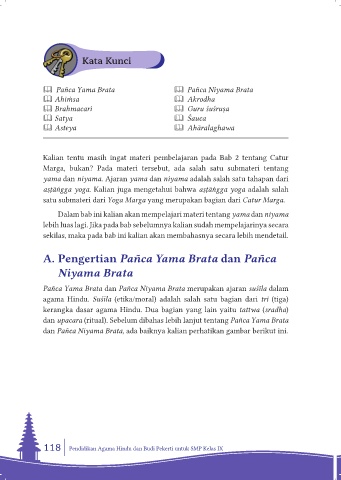 Kata Kunci
Pañca Yama Brata
Ahiṁsa
Brahmacari
Satya
Asteya
Pañca Niyama Brata
Akrodha
Guru śuśruṣa
Śauca
Aharalaghawa
Kalian tentu masih ingat materi pembelajaran pada Bab 2 tentang Catur
Marga, bukan? Pada materi tersebut, ada salah satu submateri tentang
yama dan niyama. Ajaran yama dan niyama adalah salah satu tahapan dari
aṣṭāṅgga yoga. Kalian juga mengetahui bahwa aṣṭāṅgga yoga adalah salah
satu submateri dari Yoga Marga yang merupakan bagian dari Catur Marga.
Dalam bab ini kalian akan mempelajari materi tentang yama dan niyama
lebih luas lagi. Jika pada bab sebelumnya kalian sudah mempelajarinya secara
sekilas, maka pada bab ini kalian akan membahasnya secara lebih mendetail.
A. Pengertian Pañca Yama Brata dan Pañca
Niyama Brata
Pañca Yama Brata dan Pañca Niyama Brata merupakan ajaran suśīla dalam
agama Hindu. Suśīla (etika/moral) adalah salah satu bagian dari tri (tiga)
kerangka dasar agama Hindu. Dua bagian yang lain yaitu tattwa (sradha)
dan upacara (ritual). Sebelum dibahas lebih lanjut tentang Pañca Yama Brata
dan Pañca Niyama Brata, ada baiknya kalian perhatikan gambar berikut ini.
118 Pendidikan Agama Hindu dan Budi Pekerti untuk SMP Kelas IX